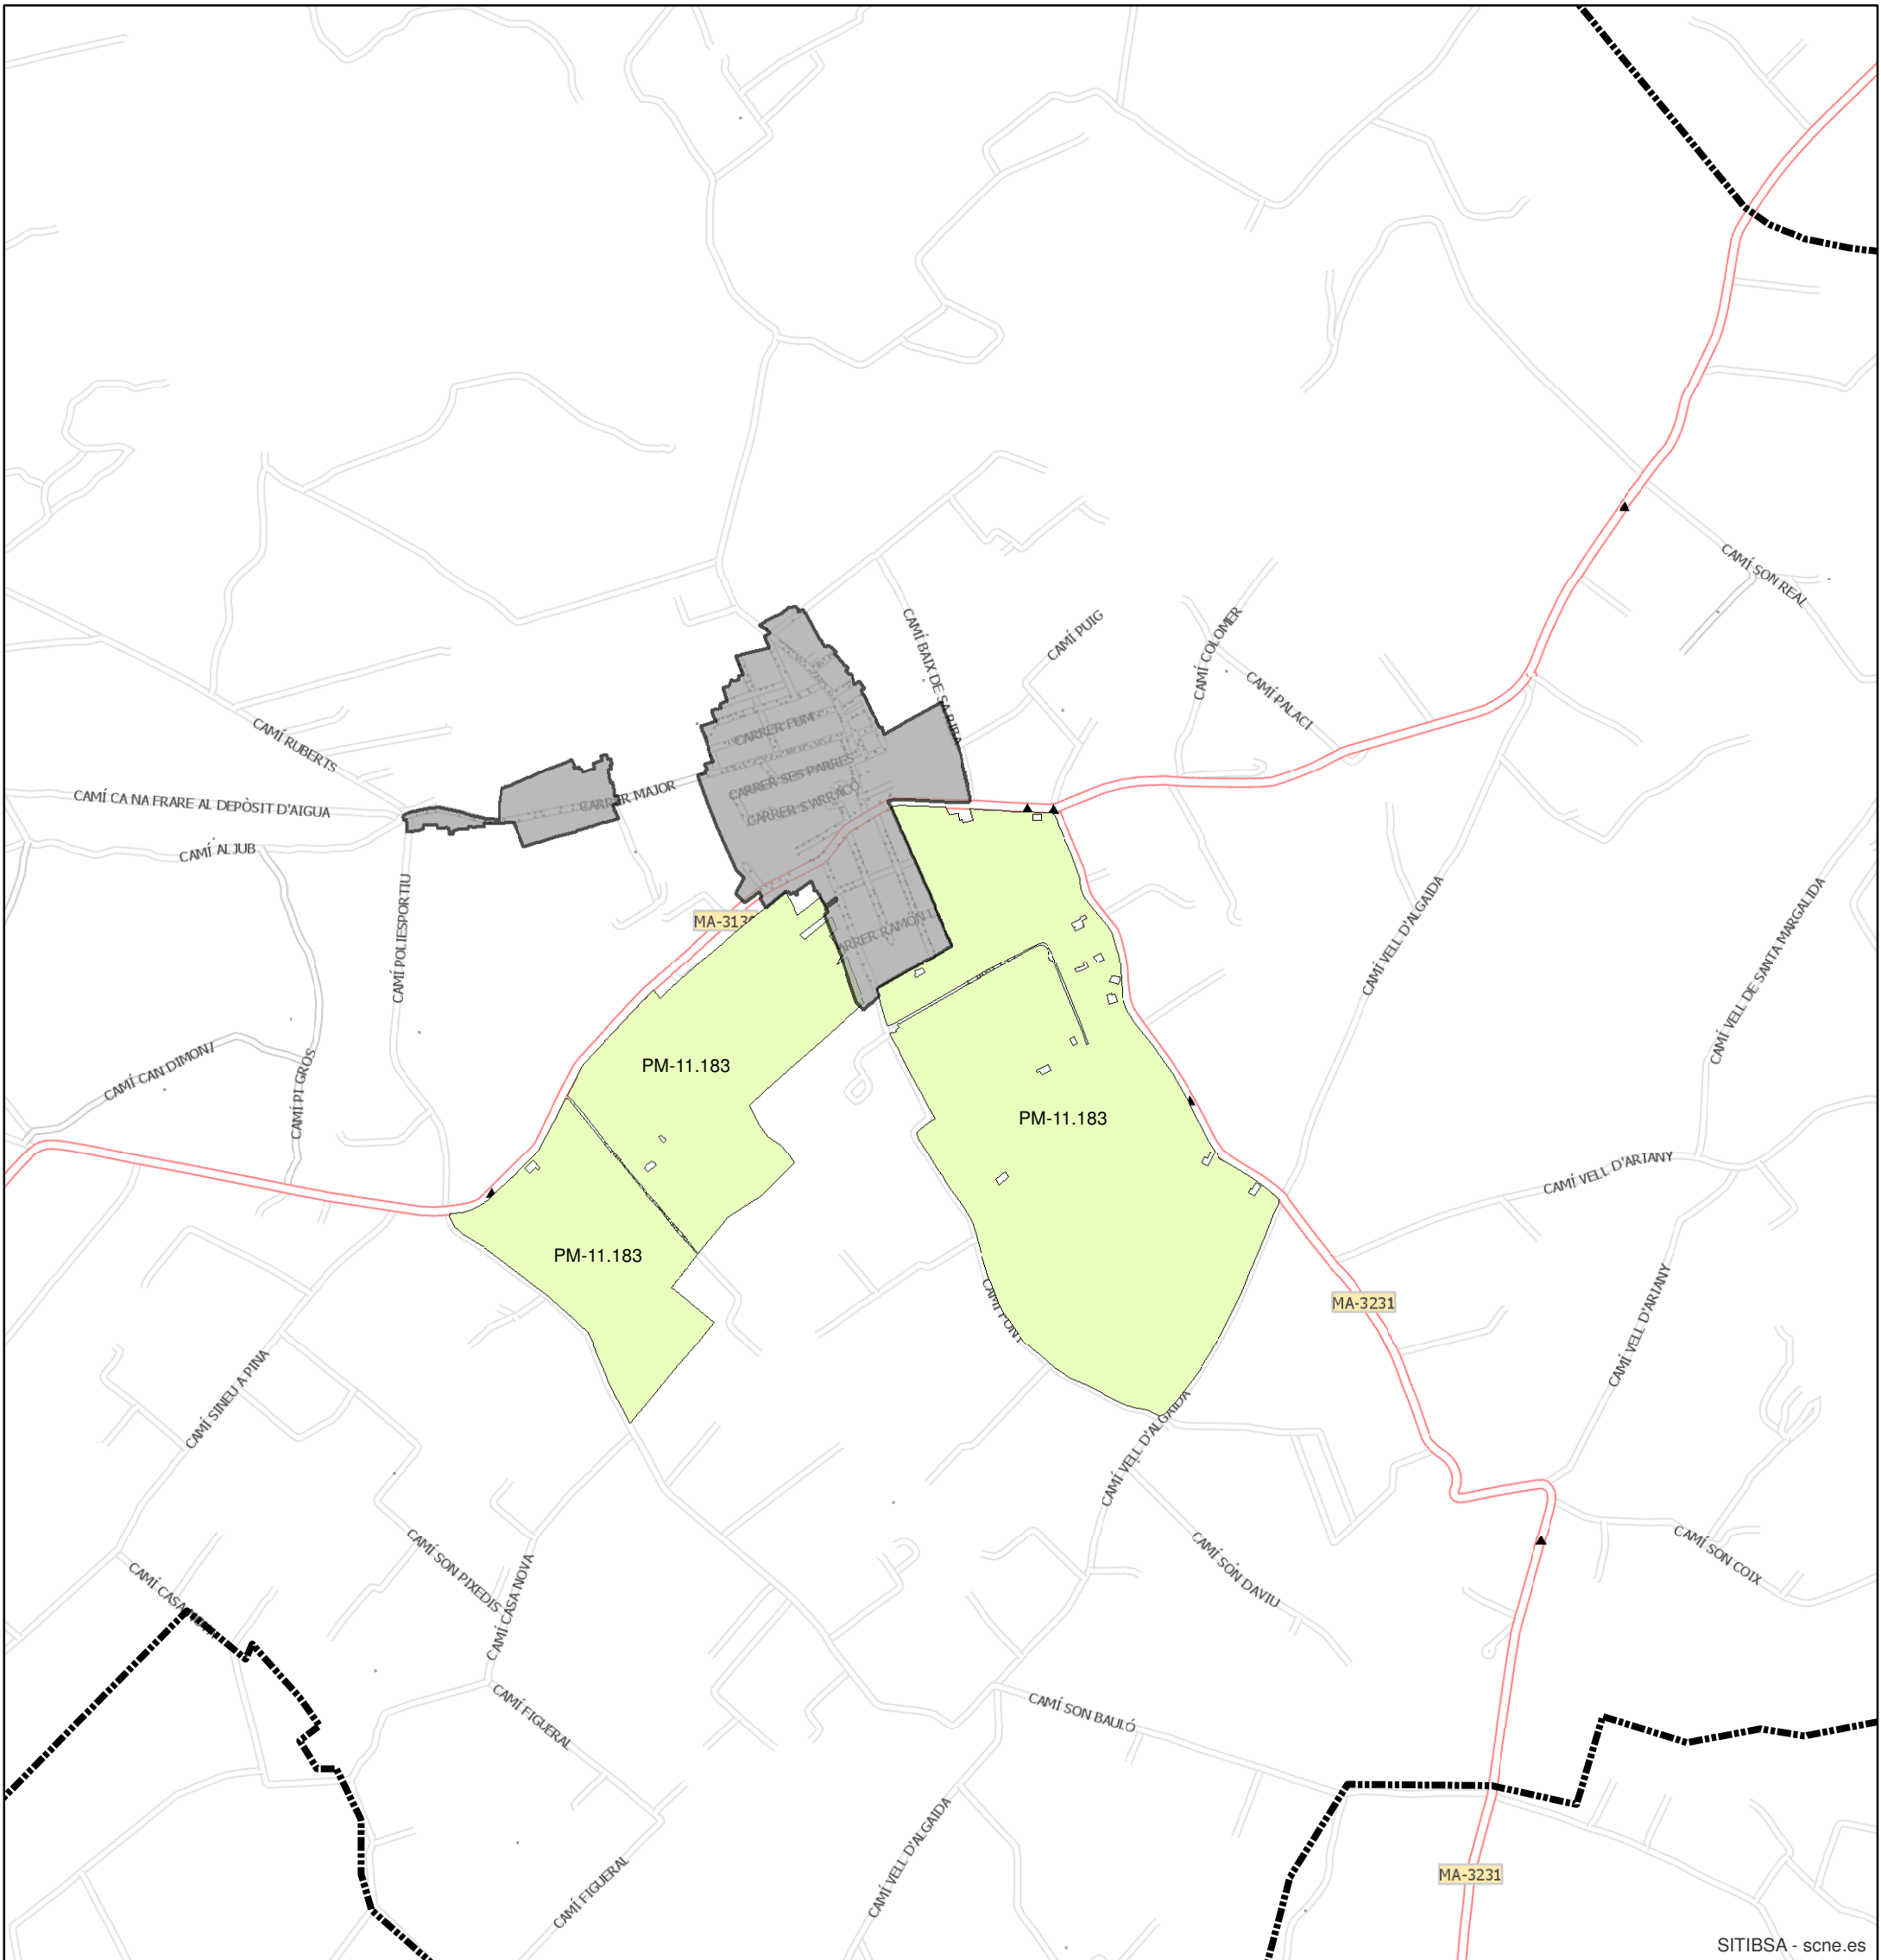 CAMÍ SON REAL
CAMÍ BAIX DE SA RIBA
CAMÍ PUIG
CAMÍ COLOMER
CAMÍ PALACI
CAMÍ RUBERTS
CARRER FUM
CARRER SES PARRES
CARRER MAJOR
CARRER S'ARRACÓ
CAMÍ CA NA FRARE AL DEPÒSIT D'AIGUA
CAMÍ ALJUB
CAMÍ POLIESPORTIU
CAMÍ VELL D'ALGAIDA
CAMÍ VELL DE SANTA MARGALIDA
CAMÍ CAN DIMONI
CAMÍ PI GROS
PM-11.183
PM-11.183
PM-11.183
CAMÍ VELL D'ARIANY
MA-3231
CAMÍ VELL D'ARIANY
CAMÍ SINEU A PINA
CAMÍ VELL D'ALGAIDA
CAMÍ SON PIXEDIS
CAMÍ CASA NOVA
CAMÍ SON DAVIU
CAMÍ SON COIX
CAMÍ FIGUERAL
CAMÍ SON BAULÓ
CAMÍ VELL D'ALGAIDA
CAMÍ FIGUERAL
MA-3231
SITIBSA - scne.es